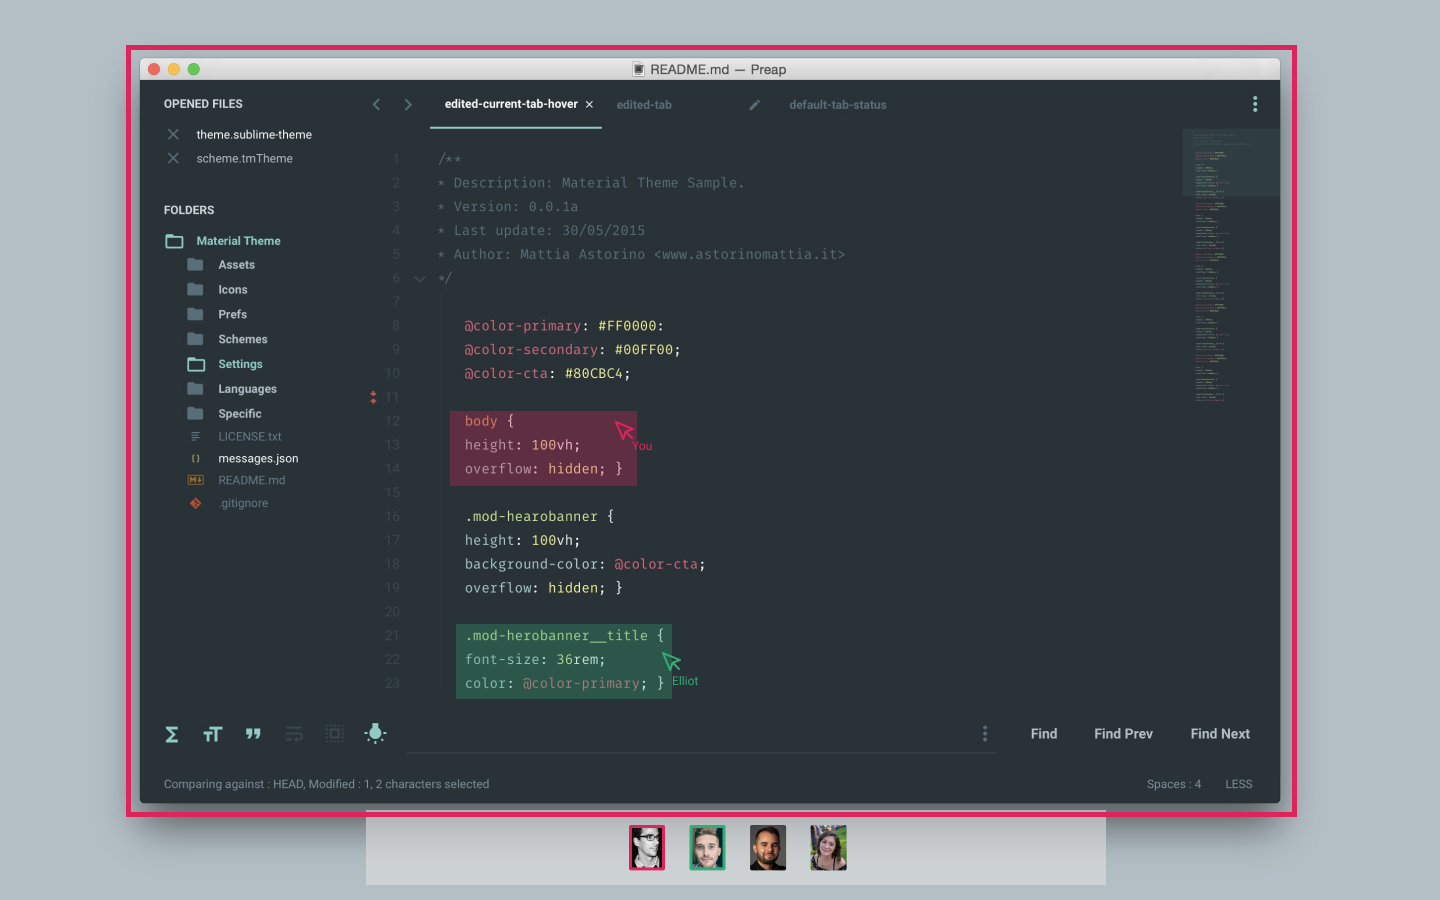 README.md — Preap
OPENED FILES
edited-current-tab-hover
edited-tab
default-tab-status
theme.sublime-theme
scheme.tmTheme
FOLDERS
Material Theme
Assets
Icons
Prefs
Schemes
Settings
Languages
Specific
LICENSE.txt
{} messages.json
M README.md
.gitignore
1 /**
2 * Description: Material Theme Sample.
3 * Version: 0.0.1a
4 * Last update: 30/05/2015
5 * Author: Mattia Astorino <www.astorinomattia.it>
6 */
7
8 @color-primary: #FF0000:
9 @color-secondary: #00FF00;
10 @color-cta: #80CBC4;
11
12 body {
13 height: 100vh;
You
14 overflow: hidden; }
15
16 .mod-hearobanner {
17 height: 100vh;
18 background-color: @color-cta;
19 overflow: hidden; }
20
21 .mod-herobanner__title {
22 font-size: 36rem;
23 color: @color-primary; }
Elliot
Find
Find Prev
Find Next
Comparing against : HEAD, Modified : 1, 2 characters selected
Spaces : 4
LESS